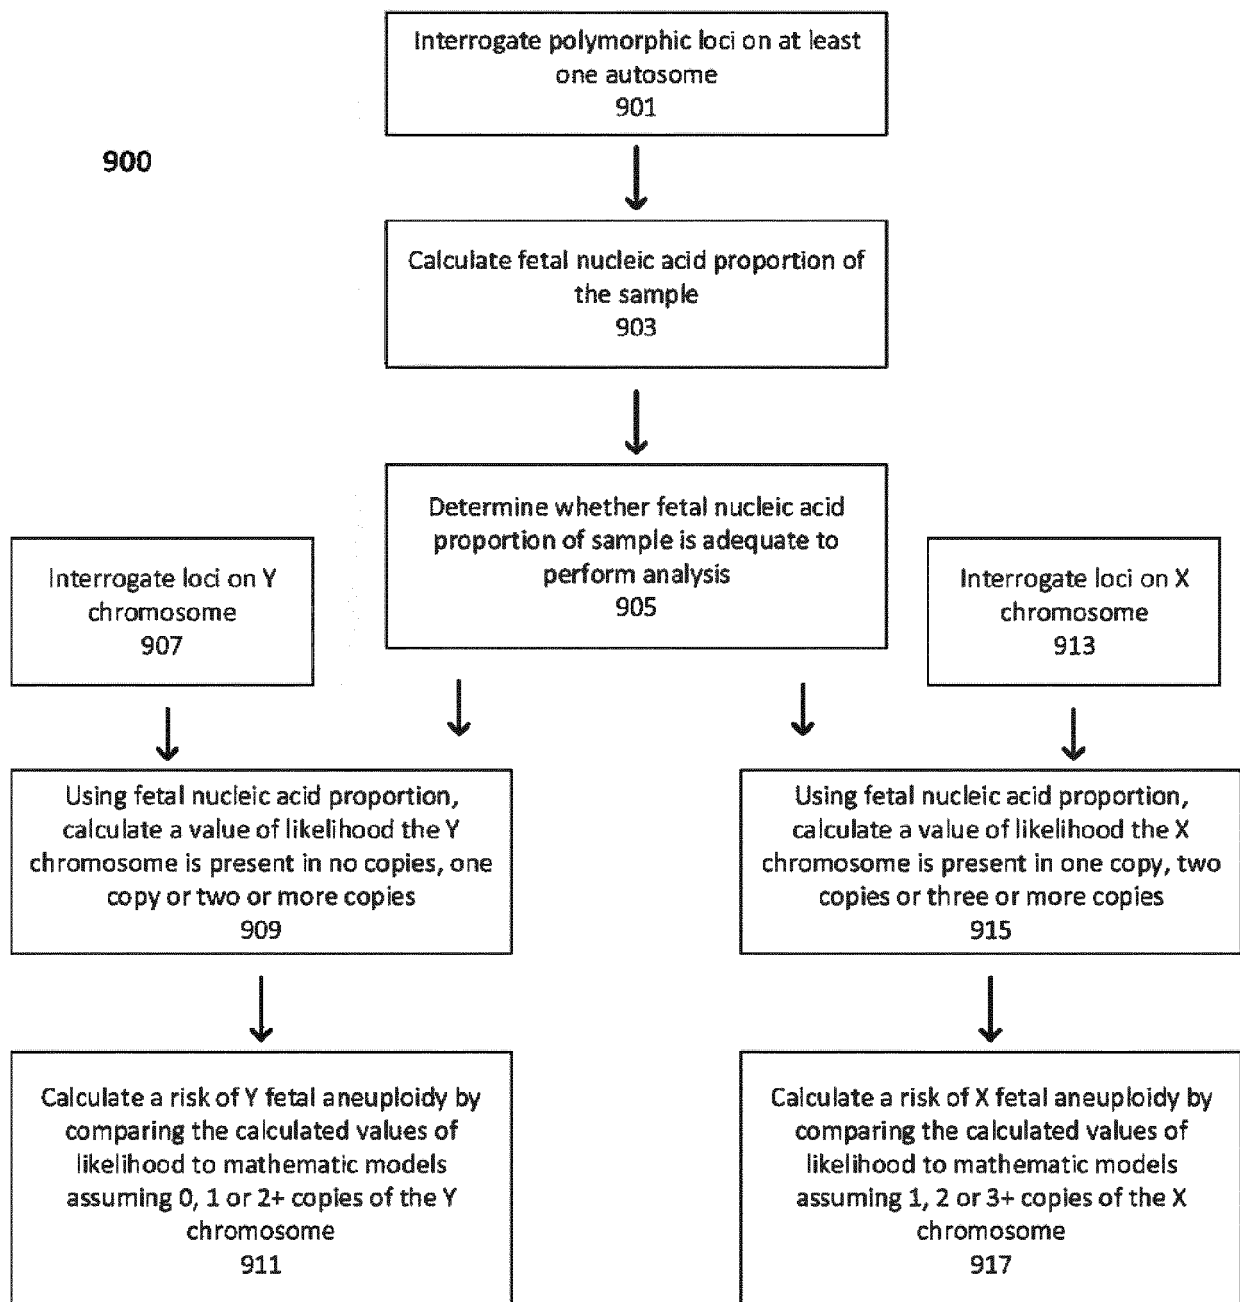 Interrogate polymorphic loci on at least
one autosome
901
900
Calculate fetal nucleic acid proportion of
the sample
903
Determine whether fetal nucleic acid
proportion of sample is adequate to
perform analysis
905
Interrogate loci on Y
chromosome
907
Interrogate loci on X
chromosome
913
Using fetal nucleic acid proportion,
calculate a value of likelihood the Y
chromosome is present in no copies, one
copy or two or more copies
909
Using fetal nucleic acid proportion,
calculate a value of likelihood the X
chromosome is present in one copy, two
copies or three or more copies
915
Calculate a risk of Y fetal aneuploidy by
comparing the calculated values of
likelihood to mathematic models
assuming 0, 1 or 2+ copies of the Y
chromosome
911
Calculate a risk of X fetal aneuploidy by
comparing the calculated values of
likelihood to mathematic models
assuming 1, 2 or 3+ copies of the X
chromosome
917